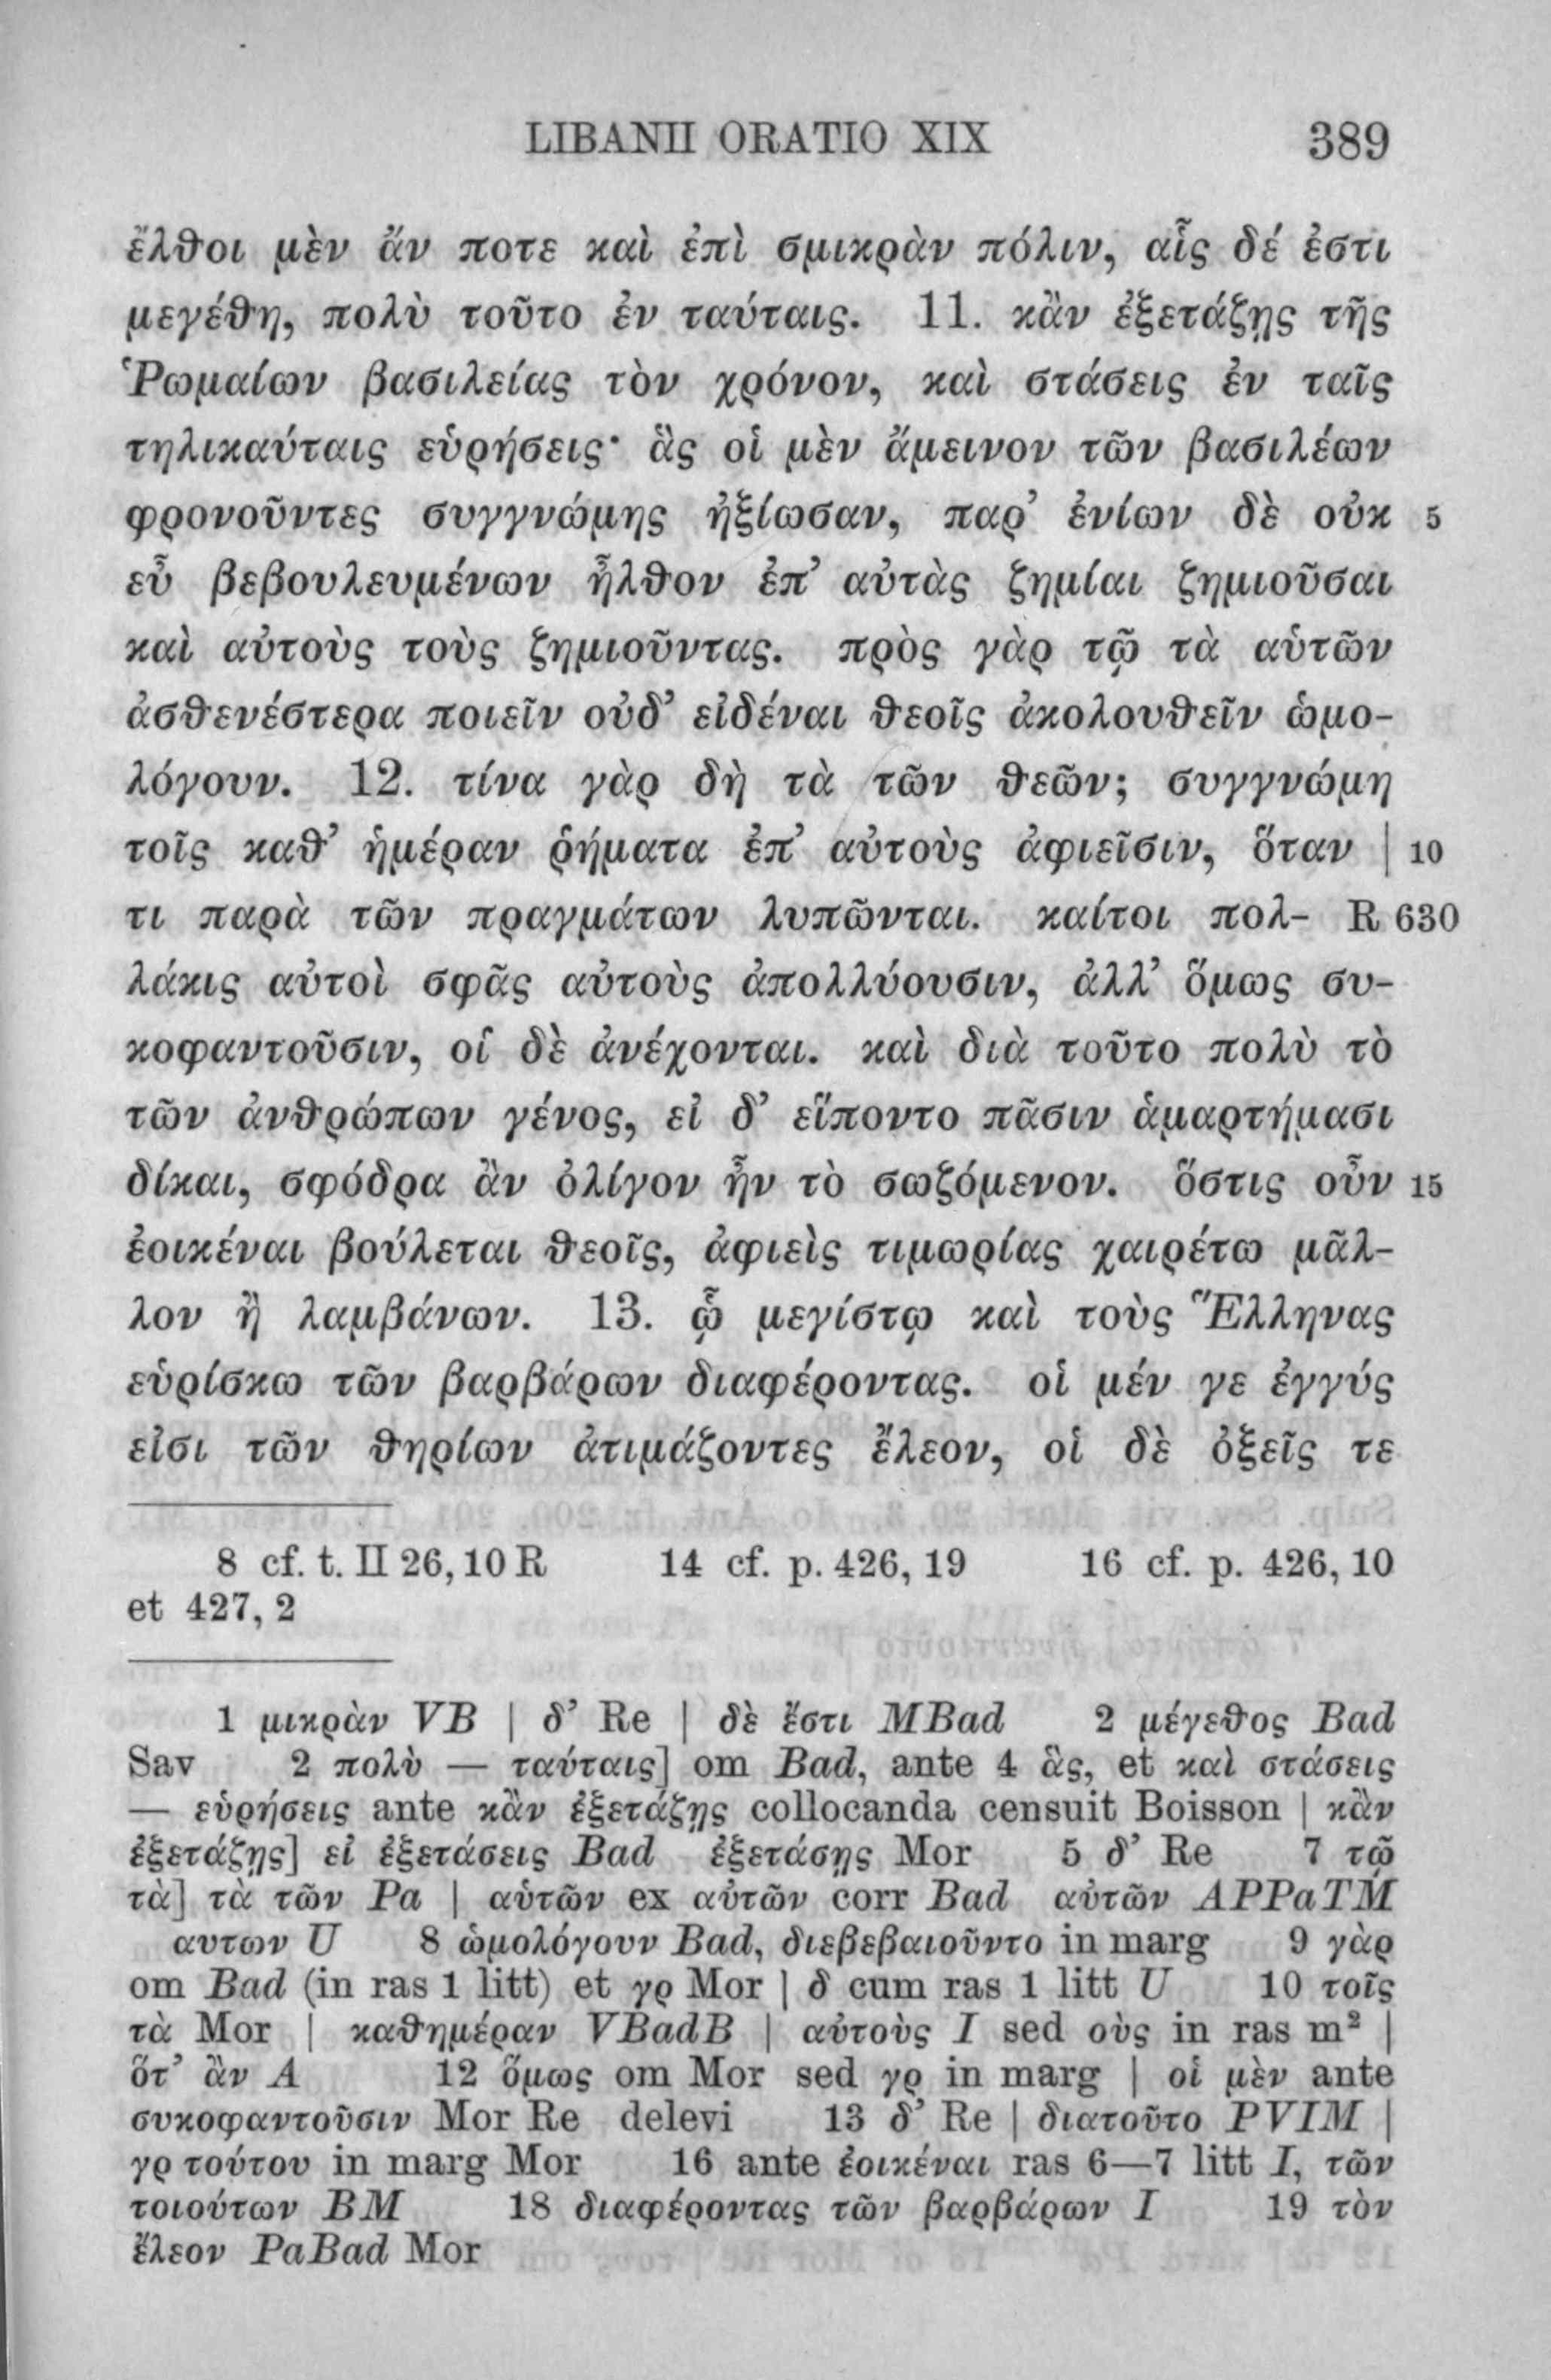 LIBANII ORATIO XIX 389
ἔλθοι μὲν ἄν ποτε καὶ ἐπὶ σμικρὰν πόλιν, αἷς δέ ἐστι
μεγέθη, πολὺ τοῦτο ἐν ταύταις. 11. κἂν ἐξετάζῃς τῆς
Ῥωμαίων βασιλείας τὸν χρόνον, καὶ στάσεις ἐν ταῖς
τηλικαύταις εὑρήσεις· ἃς οἱ μὲν ἄμεινον τῶν βασιλέων
φρονοῦντες συγγνώμης ἠξίωσαν, παρ’ ἐνίων δὲ οὐκ 5
εὖ βεβουλευμένων ἦλθον ἐπ’ αὐτὰς ζημίαι ζημιοῦσαι
καὶ αὐτοὺς τοὺς ζημιοῦντας. πρὸς γὰρ τῷ τὰ αὑτῶν
ἀσθενέστερα ποιεῖν οὐδ’ εἰδέναι θεοῖς ἀκολουθεῖν ὡμο-
λόγουν. 12. τίνα γὰρ δὴ τὰ τῶν θεῶν; συγγνώμη
τοῖς καθ’ ἡμέραν ῥήματα ἐπ’ αὐτοὺς ἀφιεῖσιν, ὅταν | 10
τι παρὰ τῶν πραγμάτων λυπῶνται. καίτοι πολ- R 630
λάκις αὐτοὶ σφᾶς αὐτοὺς ἀπολλύουσιν, ἀλλ’ ὅμως συ-
κοφαντοῦσιν, οἱ δὲ ἀνέχονται. καὶ διὰ τοῦτο πολὺ τὸ
τῶν ἀνθρώπων γένος, εἰ δ’ εἵποντο πᾶσιν ἁμαρτήμασι
δίκαι, σφόδρα ἂν ὀλίγον ἦν τὸ σωζόμενον. ὅστις οὖν 15
ἐοικέναι βούλεται θεοῖς, ἀφιεὶς τιμωρίας χαιρέτω μᾶλ-
λον ἢ λαμβάνων. 13. ᾧ μεγίστῳ καὶ τοὺς Ἕλληνας
εὑρίσκω τῶν βαρβάρων διαφέροντας. οἱ μέν γε ἐγγύς
εἰσι τῶν θηρίων ἀτιμάζοντες ἔλεον, οἱ δὲ ὀξεῖς τε
8 cf. t. II 26, 10 R 14 cf. p. 426, 19 16 cf. p. 426, 10
et 427, 2
1 μικρὰν VB | δ’ Re | δὲ ἔστι MBad 2 μέγεθος Bad
Sav 2 πολὺ — ταύταις] om Bad, ante 4 ἃς, et καὶ στάσεις
— εὑρήσεις ante κἂν ἐξετάζῃς collocanda censuit Boisson | κἂν
ἐξετάζῃς] εἰ ἐξετάσεις Bad ἐξετάσῃς Mor 5 δ’ Re 7 τῷ
τὰ] τὰ τῶν Pa | αὑτῶν ex αὐτῶν corr Bad αὐτῶν APPaTM
αυτων U 8 ὡμολόγουν Bad, διεβεβαιοῦντο in marg 9 γὰρ
om Bad (in ras 1 litt) et γρ Mor | δ cum ras 1 litt U 10 τοῖς
τὰ Mor | καθημέραν VBadB | αὐτοὺς I sed οὺς in ras m² |
ὅτ’ ἂν A 12 ὅμως om Mor sed γρ in marg | οἱ μὲν ante
συκοφαντοῦσιν Mor Re delevi 13 δ’ Re | διατοῦτο PVIM |
γρ τούτου in marg Mor 16 ante ἐοικέναι ras 6—7 litt I, τῶν
τοιούτων BM 18 διαφέροντας τῶν βαρβάρων I 19 τὸν
ἔλεον PaBad Mor